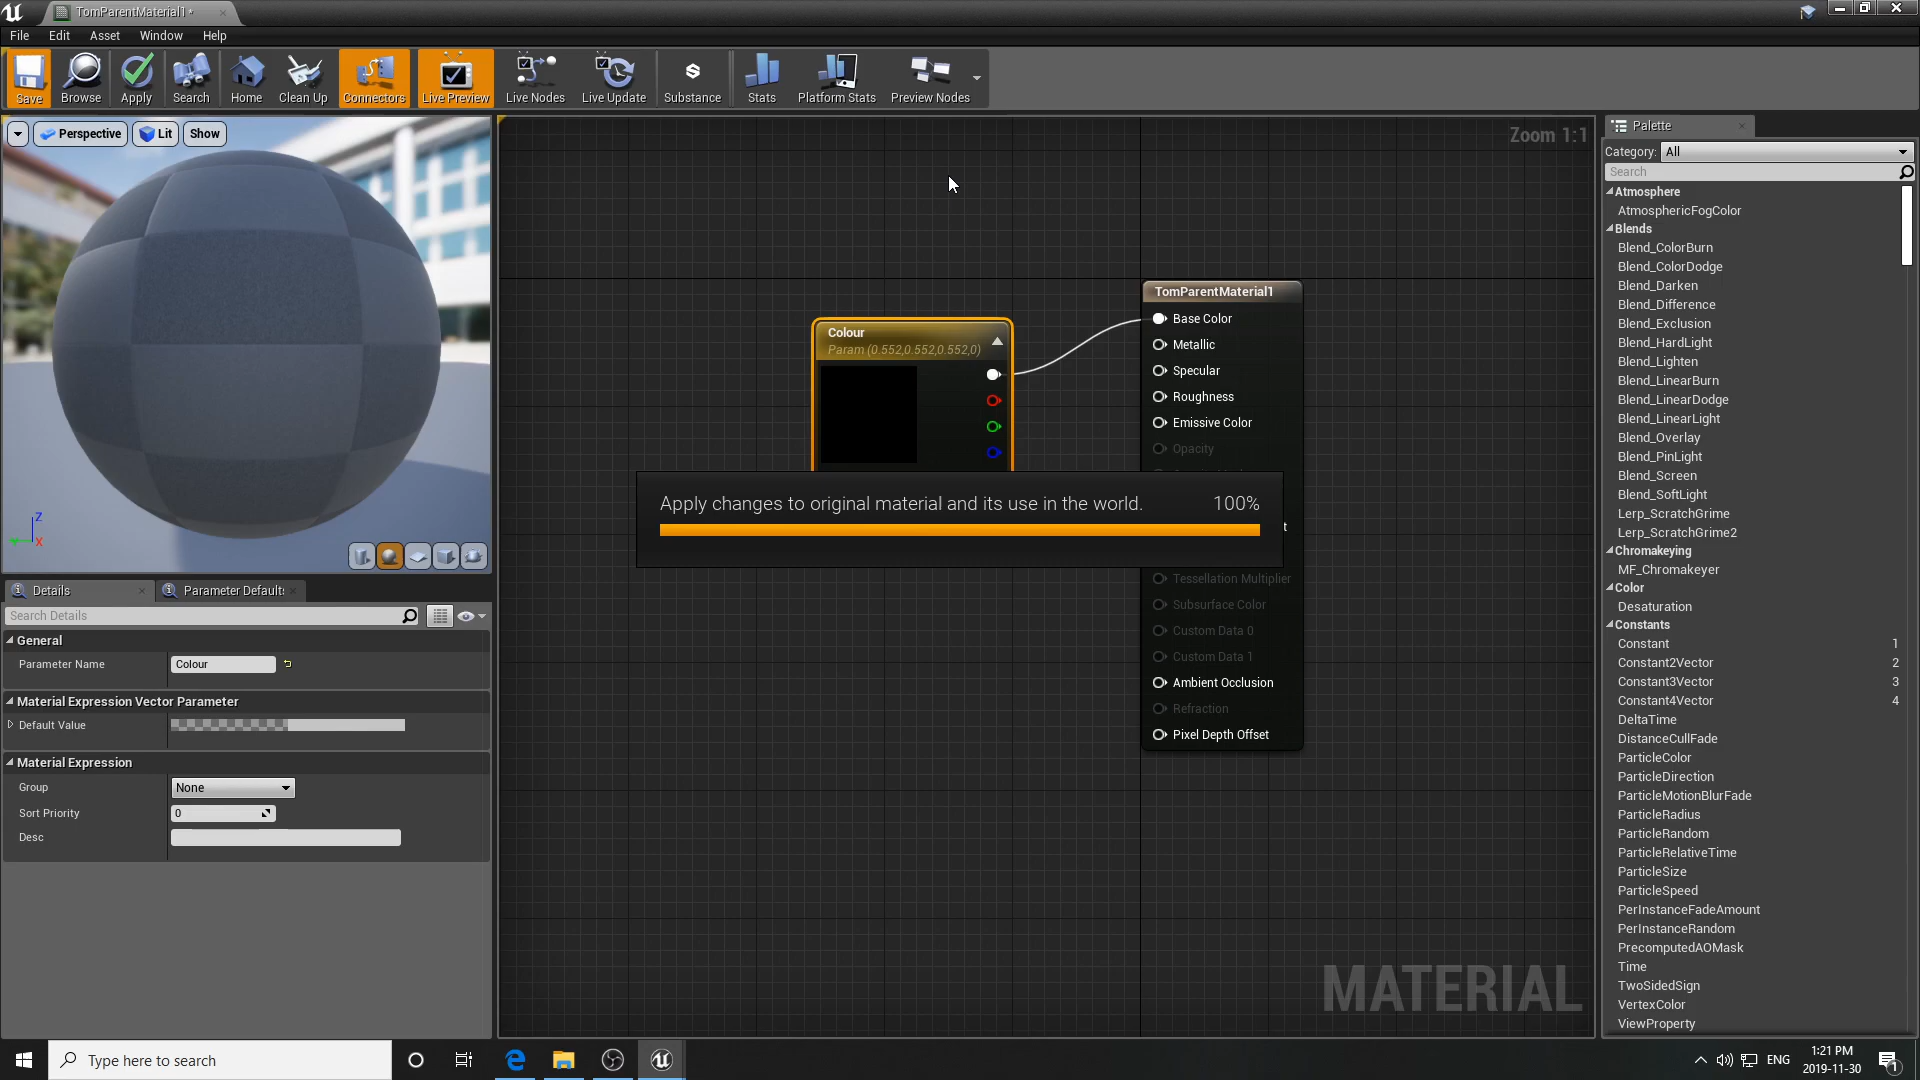 TomParentMaterial1*
File Edit Asset Window Help
Save Browse Apply Search Home Clean Up Connectors Live Preview Live Nodes Live Update Substance Stats Platform Stats Preview Nodes
Perspective Lit Show
Zoom 1:1
Z
X
Colour
Param (0.552,0.552,0.552,0)
TomParentMaterial1
Base Color
Metallic
Specular
Roughness
Emissive Color
Opacity
Apply changes to original material and its use in the world. 100%
t
Tessellation Multiplier
Subsurface Color
Custom Data 0
Custom Data 1
Ambient Occlusion
Refraction
Pixel Depth Offset
MATERIAL
Details Parameter Defaults
Search Details
General
Parameter Name Colour
Material Expression Vector Parameter
Default Value
Material Expression
Group None
Sort Priority 0
Desc
Palette
Category: All
Search
Atmosphere
AtmosphericFogColor
Blends
Blend_ColorBurn
Blend_ColorDodge
Blend_Darken
Blend_Difference
Blend_Exclusion
Blend_HardLight
Blend_Lighten
Blend_LinearBurn
Blend_LinearDodge
Blend_LinearLight
Blend_Overlay
Blend_PinLight
Blend_Screen
Blend_SoftLight
Lerp_ScratchGrime
Lerp_ScratchGrime2
Chromakeying
MF_Chromakeyer
Color
Desaturation
Constants
Constant 1
Constant2Vector 2
Constant3Vector 3
Constant4Vector 4
DeltaTime
DistanceCullFade
ParticleColor
ParticleDirection
ParticleMotionBlurFade
ParticleRadius
ParticleRandom
ParticleRelativeTime
ParticleSize
ParticleSpeed
PerInstanceFadeAmount
PerInstanceRandom
PrecomputedAOMask
Time
TwoSidedSign
VertexColor
ViewProperty
Type here to search
ENG
1:21 PM
2019-11-30
1